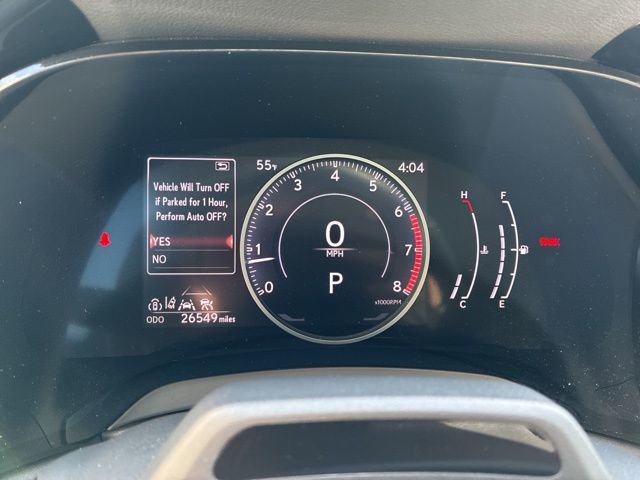 55°F
4:04
Vehicle Will Turn OFF
if Parked for 1 Hour,
Perform Auto OFF?
YES
NO
0 1 2 3 4 5 6 7 8
x1000RPM
0
MPH
P
H
C
F
E
ODO 26549 miles